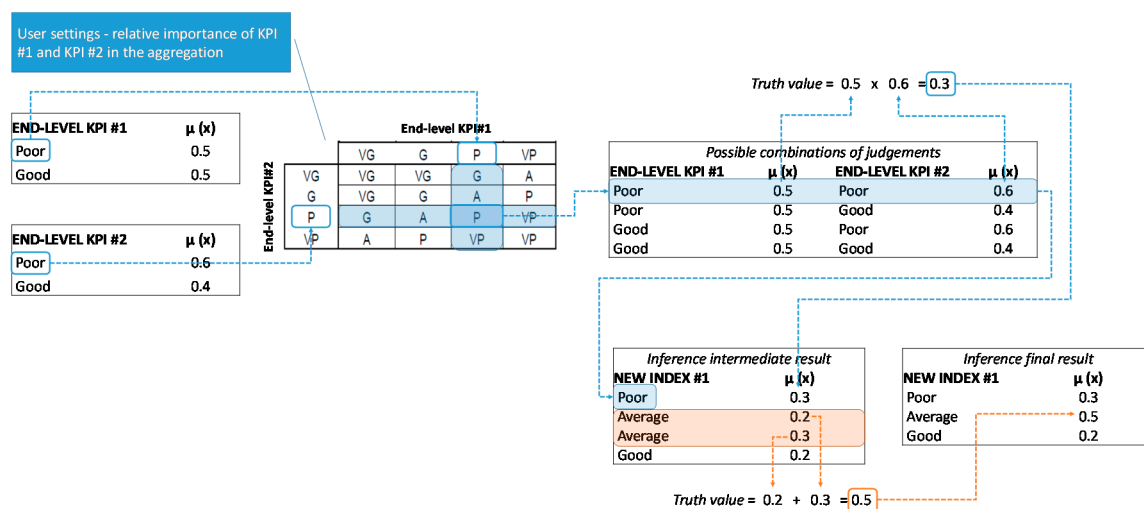 User settings - relative importance of KPI
#1 and KPI #2 in the aggregation
Truth value = 0.5 x 0.6 = 0.3
END-LEVEL KPI #1 μ (x)
Poor 0.5
Good 0.5
END-LEVEL KPI #2 μ (x)
Poor 0.6
Good 0.4
End-level KPI#1
End-level KPI#2
VG G P VP
VG VG VG G A
G VG G A P
P G A P VP
VP A P VP VP
Possible combinations of judgements
END-LEVEL KPI #1 μ (x) END-LEVEL KPI #2 μ (x)
Poor 0.5 Poor 0.6
Poor 0.5 Good 0.4
Good 0.5 Poor 0.6
Good 0.5 Good 0.4
Inference intermediate result
NEW INDEX #1 μ (x)
Poor 0.3
Average 0.2
Average 0.3
Good 0.2
Inference final result
NEW INDEX #1 μ (x)
Poor 0.3
Average 0.5
Good 0.2
Truth value = 0.2 + 0.3 = 0.5